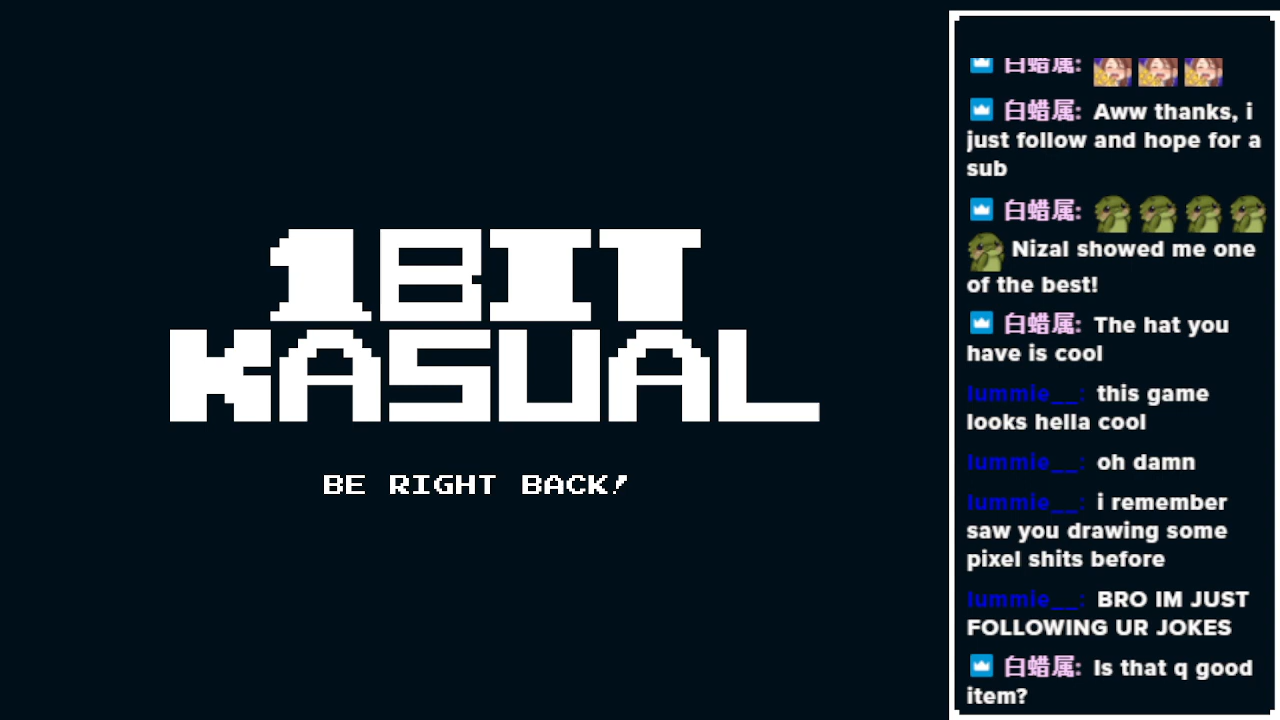 1BIT
KASUAL
BE RIGHT BACK!
白蜡属:
白蜡属: Aww thanks, i
just follow and hope for a
sub
白蜡属:
Nizal showed me one
of the best!
白蜡属: The hat you
have is cool
lummie__: this game
looks hella cool
lummie__: oh damn
lummie__: i remember
saw you drawing some
pixel shits before
lummie__: BRO IM JUST
FOLLOWING UR JOKES
白蜡属: Is that q good
item?